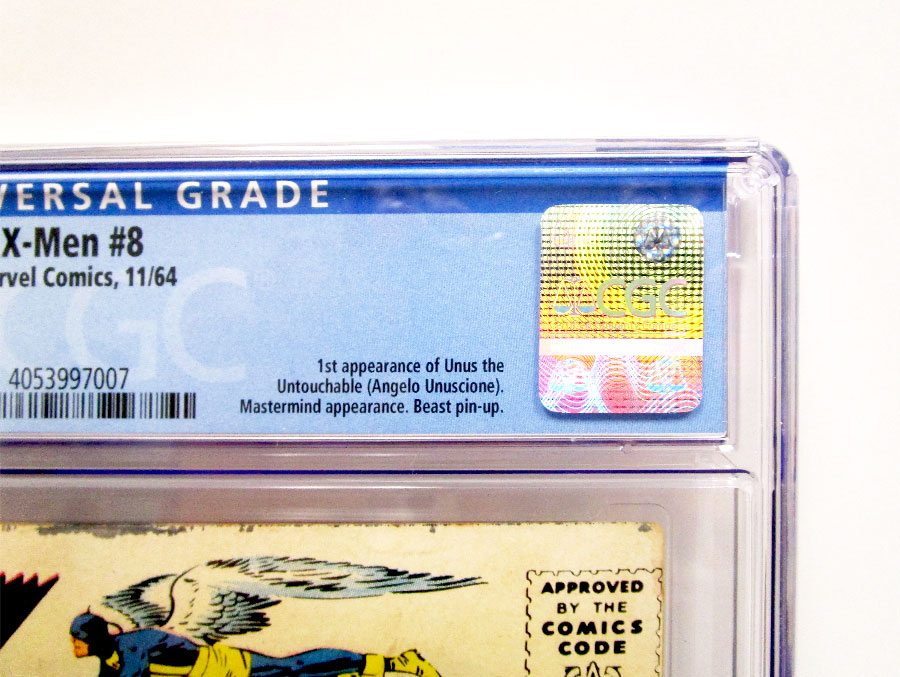 VERSAL GRADE
X-Men #8
rvel Comics, 11/64
CGC
4053997007
1st appearance of Unus the
Untouchable (Angelo Unuscione).
Mastermind appearance. Beast pin-up.
CGC
APPROVED
BY THE
COMICS
CODE